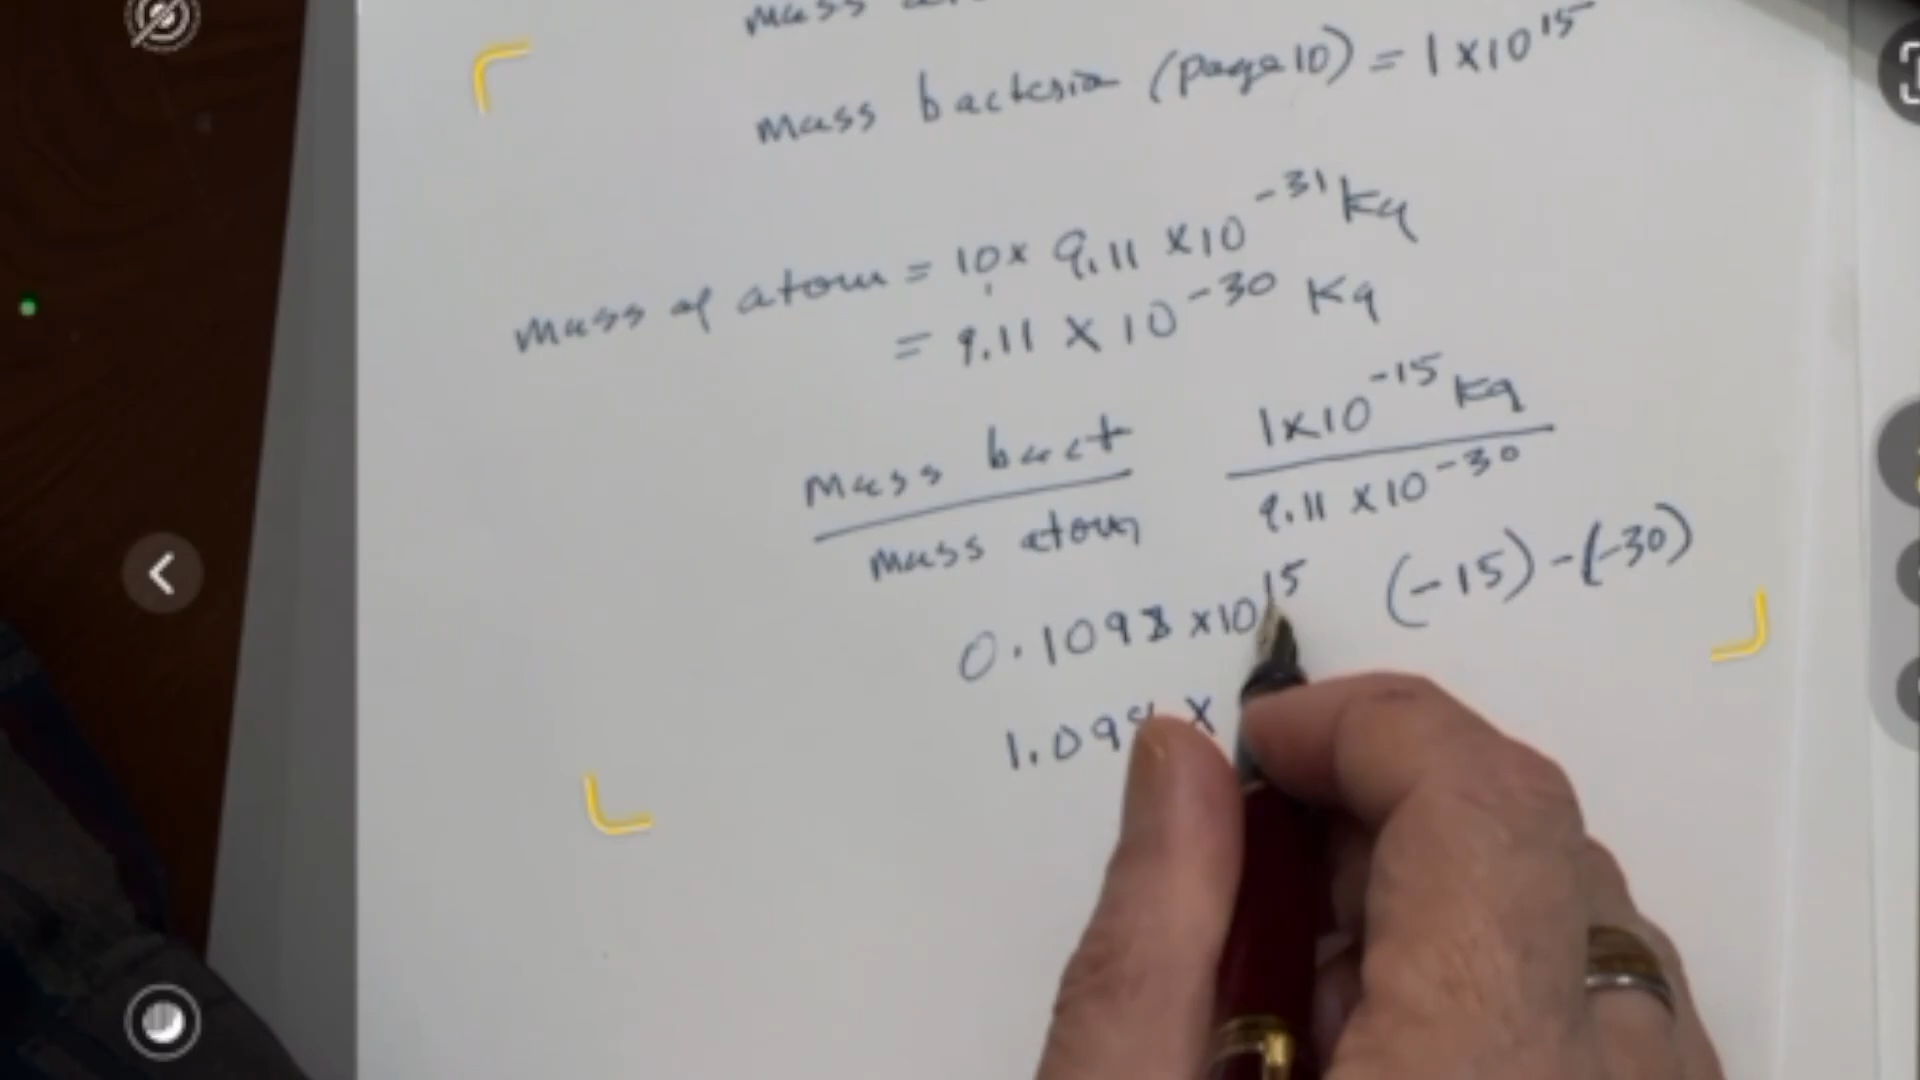 mass
mass bacteria (page 10) = 1 x 10^15
mass of atom = 10 x 9.11 x 10^-31 Kg
= 9.11 x 10^-30 Kg
mass bact / mass atom    1 x 10^-15 Kg / 9.11 x 10^-30
0.1098 x 10^15    (-15) - (-30)
1.098 x